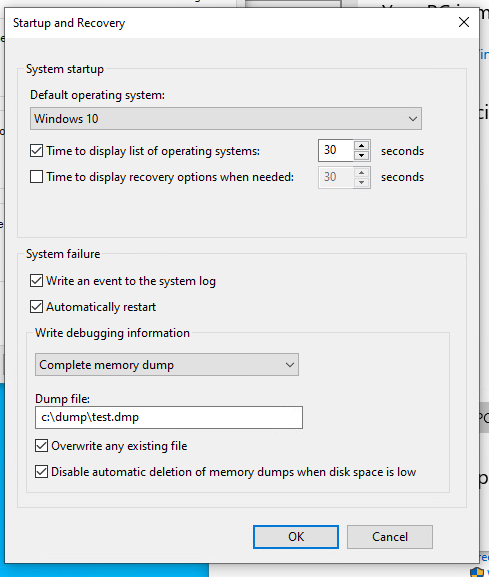 Startup and Recovery
System startup
Default operating system:
Windows 10
Time to display list of operating systems: 30 seconds
Time to display recovery options when needed: 30 seconds
System failure
Write an event to the system log
Automatically restart
Write debugging information
Complete memory dump
Dump file:
c:\dump\test.dmp
Overwrite any existing file
Disable automatic deletion of memory dumps when disk space is low
OK Cancel